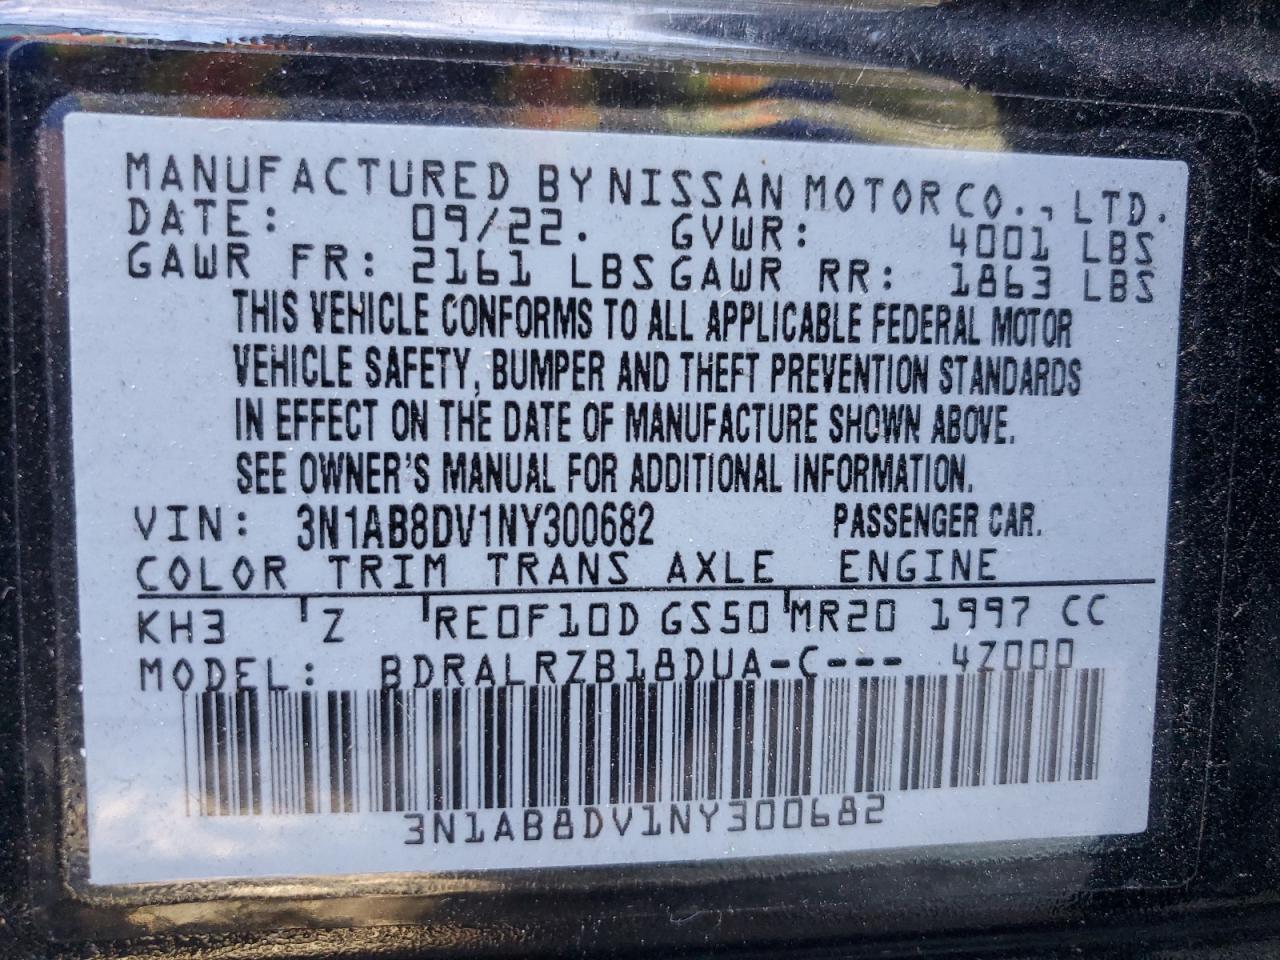 MANUFACTURED BY NISSAN MOTOR CO., LTD.
DATE: 09/22. GVWR: 4001 LBS
GAWR FR: 2161 LBS GAWR RR: 1863 LBS
THIS VEHICLE CONFORMS TO ALL APPLICABLE FEDERAL MOTOR
VEHICLE SAFETY, BUMPER AND THEFT PREVENTION STANDARDS
IN EFFECT ON THE DATE OF MANUFACTURE SHOWN ABOVE.
SEE OWNER'S MANUAL FOR ADDITIONAL INFORMATION.
VIN: 3N1AB8DV1NY300682 PASSENGER CAR.
COLOR TRIM TRANS AXLE ENGINE
KH3 Z RE0F10D GS50 MR20 1997 CC
MODEL: BDRALRZB18DUA-C--- 4Z000
3N1AB8DV1NY300682